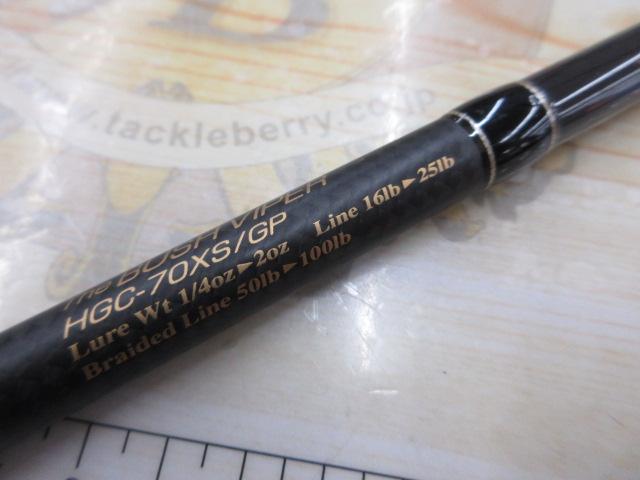 www.tackleberry.co.jp
The BUSH VIPER
HGC-70XS/GP
Lure Wt 1/4oz▶2oz Line 16lb▶25lb
Braided Line 50lb▶100lb